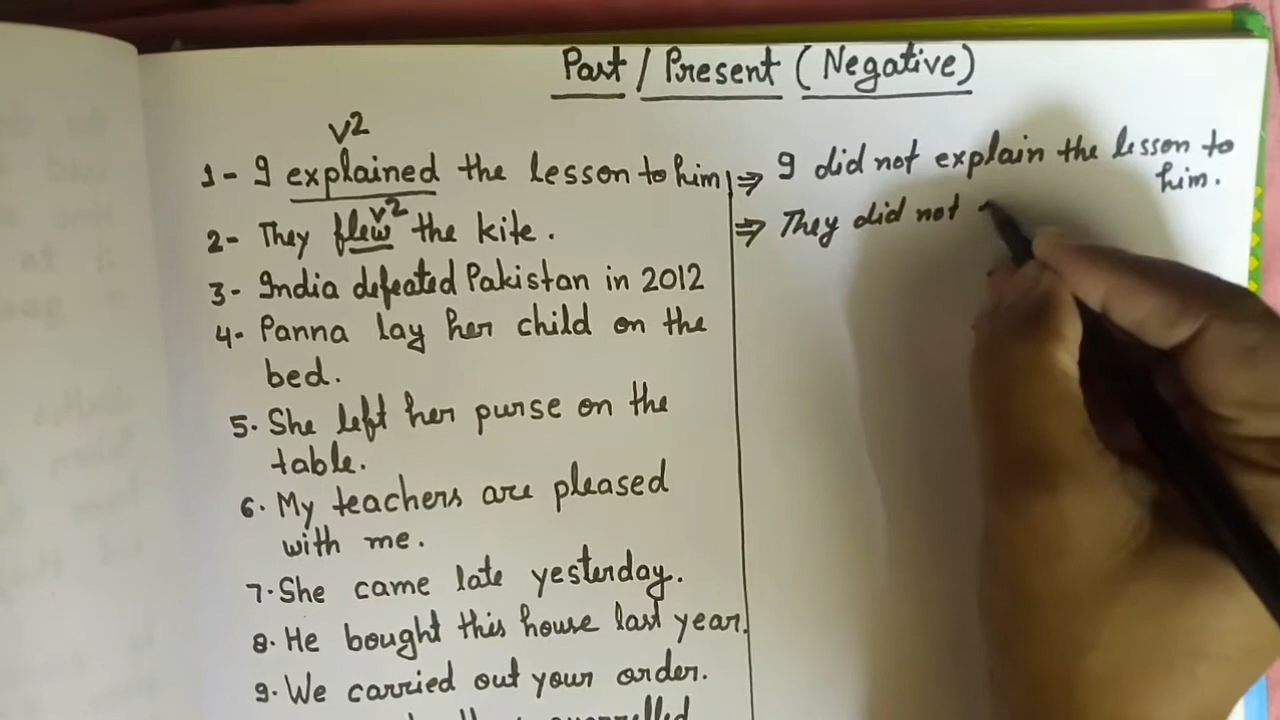 Past / Present (Negative)
v2
1- I explained the lesson to him ⇒ I did not explain the lesson to
him.
v2
2- They flew the kite. ⇒ They did not
3- India defeated Pakistan in 2012
4- Panna lay her child on the
bed.
5. She left her purse on the
table.
6. My teachers are pleased
with me.
7. She came late yesterday.
8. He bought this house last year.
9. We carried out your order.